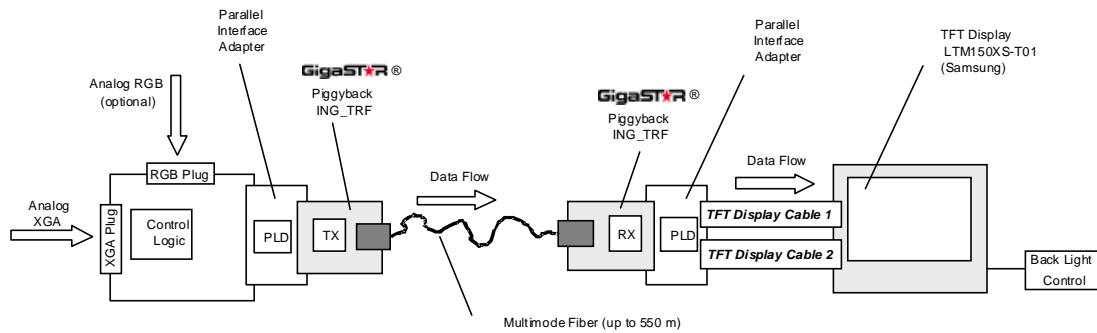 Parallel
Interface
Adapter
Parallel
Interface
Adapter
TFT Display
LTM150XS-T01
(Samsung)
GigaST★R ®
Piggyback
ING_TRF
GigaST★R ®
Piggyback
ING_TRF
Analog RGB
(optional)
RGB Plug
Data Flow
Data Flow
Analog
XGA
XGA Plug
Control
Logic
PLD
TX
RX
PLD
TFT Display Cable 1
TFT Display Cable 2
Back Light
Control
Multimode Fiber (up to 550 m)